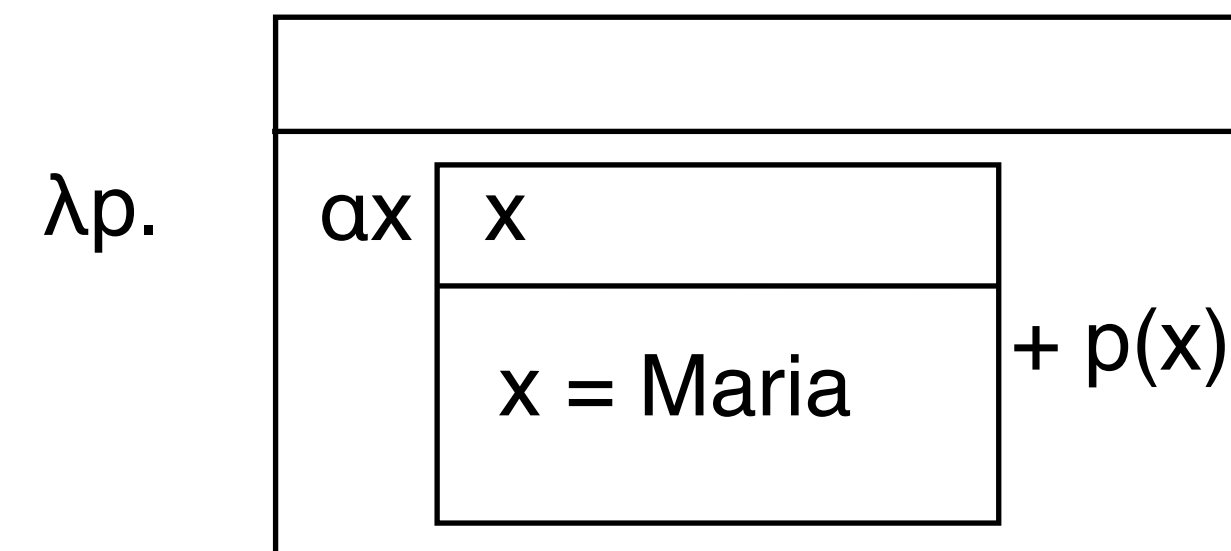 λp.
αx
x
x = Maria
+ p(x)